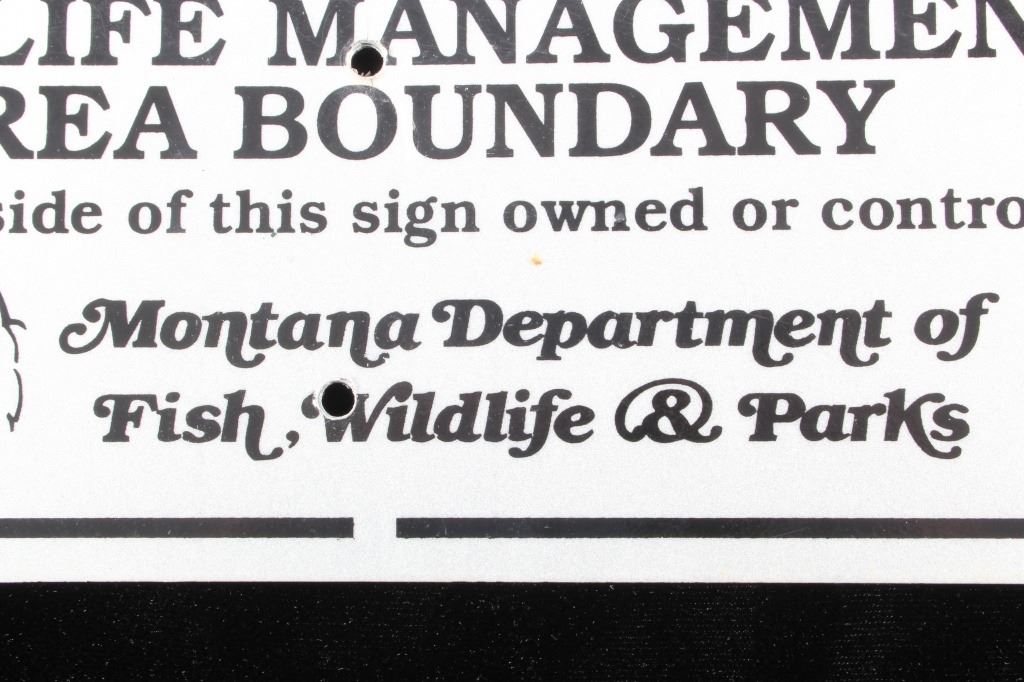 LIFE MANAGEMEN
REA BOUNDARY
side of this sign owned or contro
Montana Department of
Fish, Wildlife & Parks